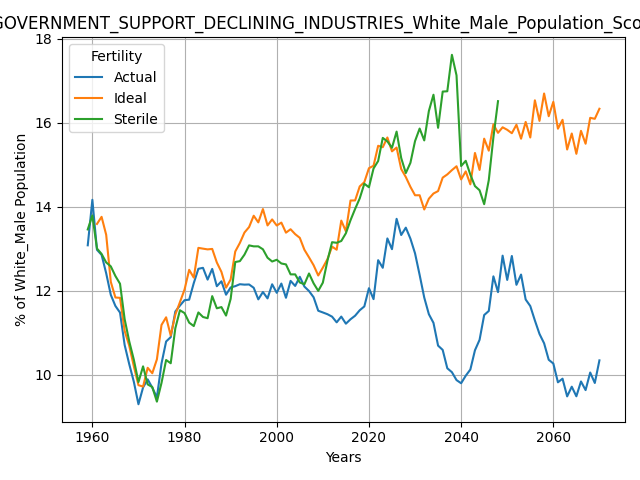 GOVERNMENT_SUPPORT_DECLINING_INDUSTRIES_White_Male_Population_Sco
18
16
14
12
10
% of White_Male Population
Fertility
Actual
Ideal
Sterile
1960
1980
2000
2020
2040
2060
Years